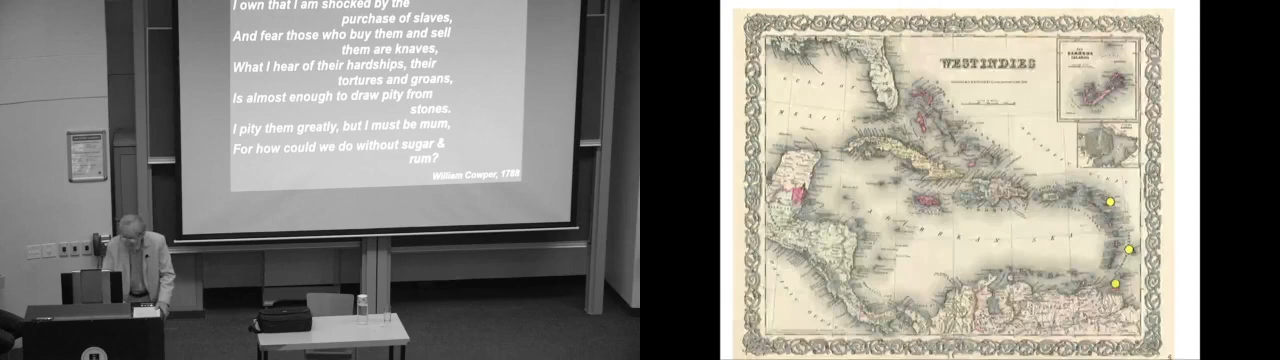 I own that I am shocked by the
purchase of slaves,
And fear those who buy them and sell
them are knaves,
What I hear of their hardships, their
tortures and groans,
Is almost enough to draw pity from
stones.
I pity them greatly, but I must be mum,
For how could we do without sugar &
rum?
William Cowper, 1788
WEST INDIES
BERMUDA
ISLANDS
SEA